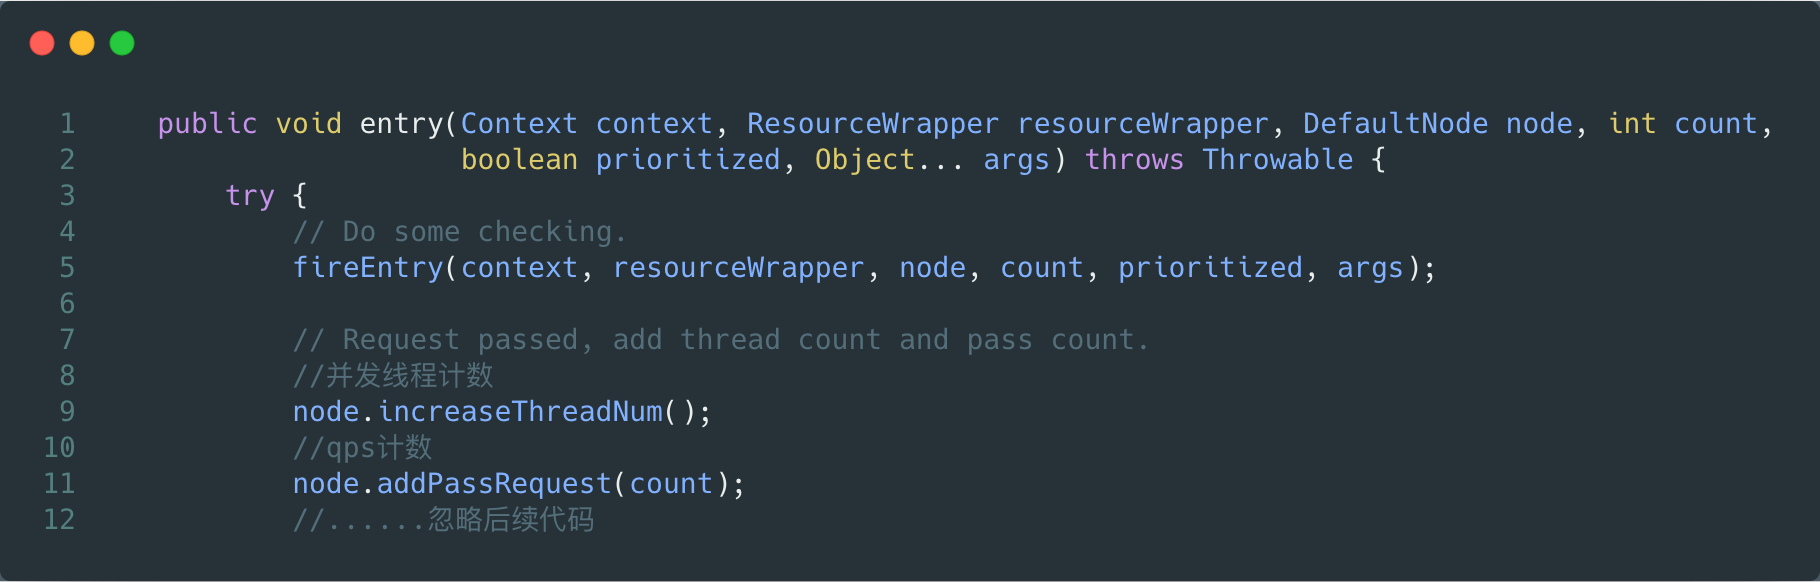 1 public void entry(Context context, ResourceWrapper resourceWrapper, DefaultNode node, int count,
2 boolean prioritized, Object... args) throws Throwable {
3 try {
4 // Do some checking.
5 fireEntry(context, resourceWrapper, node, count, prioritized, args);
6
7 // Request passed, add thread count and pass count.
8 //并发线程计数
9 node.increaseThreadNum();
10 //qps计数
11 node.addPassRequest(count);
12 //......忽略后续代码